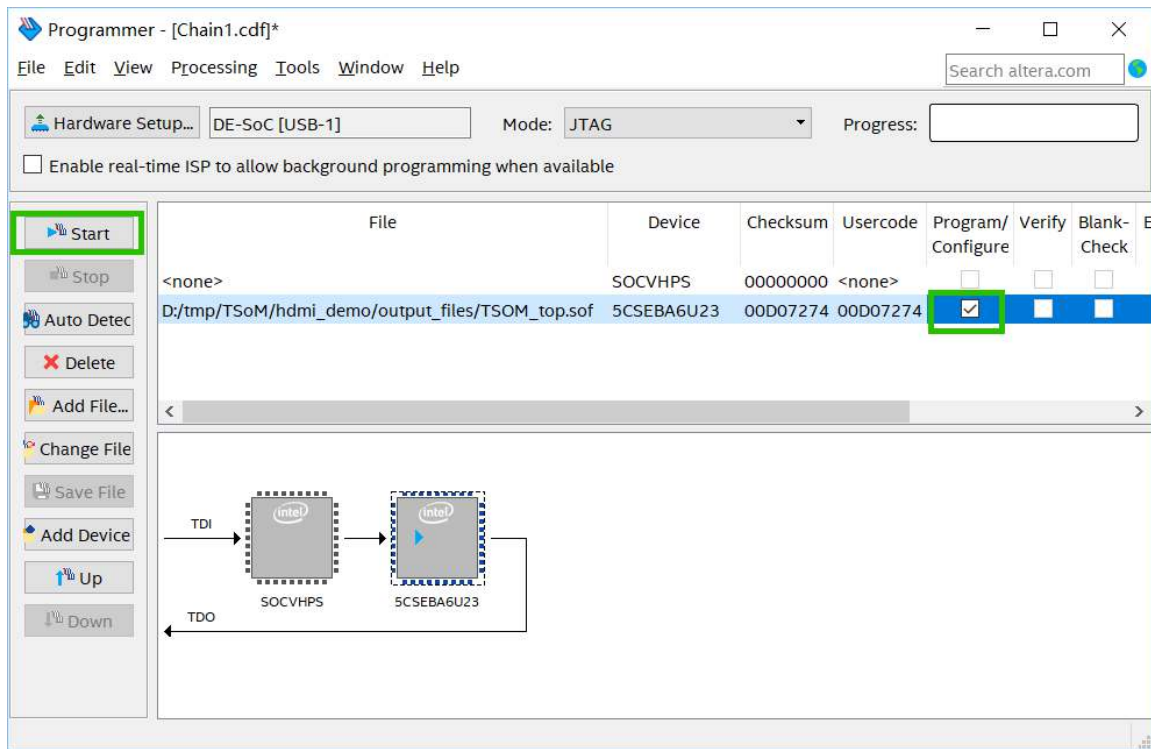 Programmer - [Chain1.cdf]*
File Edit View Processing Tools Window Help
Search altera.com
Hardware Setup... DE-SoC [USB-1] Mode: JTAG Progress:
Enable real-time ISP to allow background programming when available
Start
Stop
Auto Detec
Delete
Add File...
Change File
Save File
Add Device
Up
Down
File Device Checksum Usercode Program/ Verify Blank- E
Configure Check
<none> SOCVHPS 00000000 <none>
D:/tmp/TSoM/hdmi_demo/output_files/TSOM_top.sof 5CSEBA6U23 00D07274 00D07274
TDI
intel intel
SOCVHPS 5CSEBA6U23
TDO